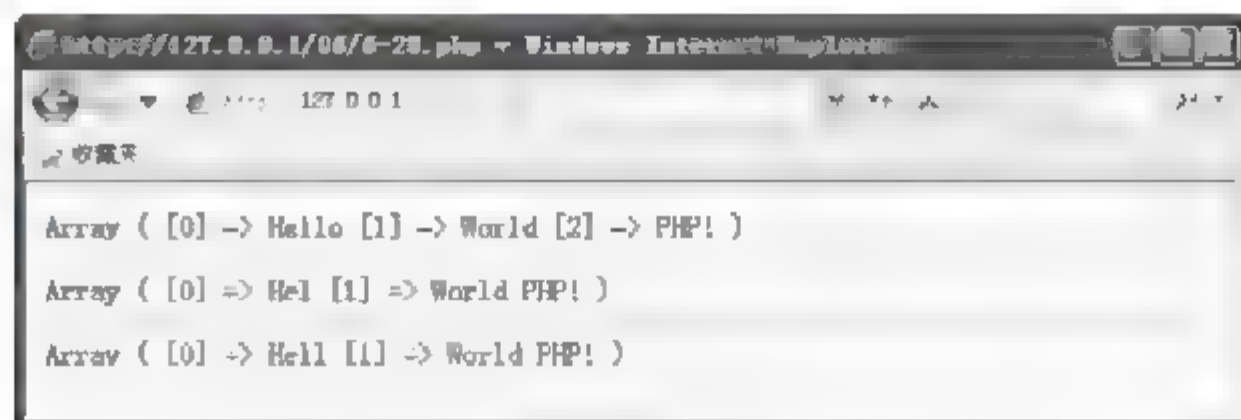 http://127.0.0.1/06/6-28.php - Windows Internet Explorer
127 0 0 1
收藏夹
Array ( [0] => Hello [1] => World [2] => PHP! )
Array ( [0] => Hel [1] => World PHP! )
Array ( [0] => Hell [1] => World PHP! )